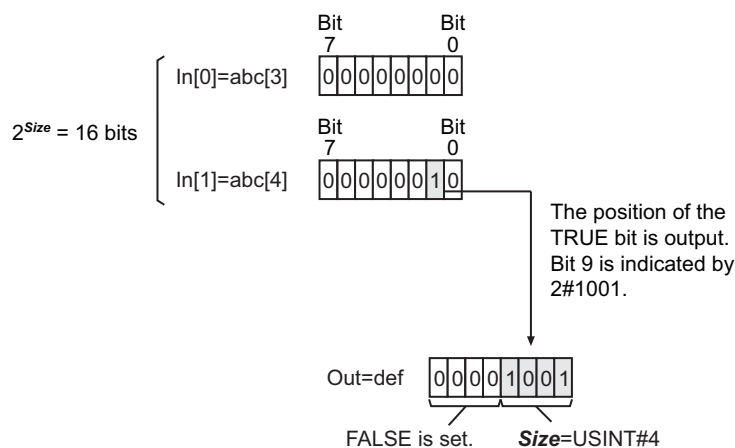 Bit Bit
7 0
In[0]=abc[3] 0 0 0 0 0 0 0 0
2^Size = 16 bits
Bit Bit
7 0
In[1]=abc[4] 0 0 0 0 0 0 1 0
The position of the
TRUE bit is output.
Bit 9 is indicated by
2#1001.
Out=def 0 0 0 0 1 0 0 1
FALSE is set. Size=USINT#4